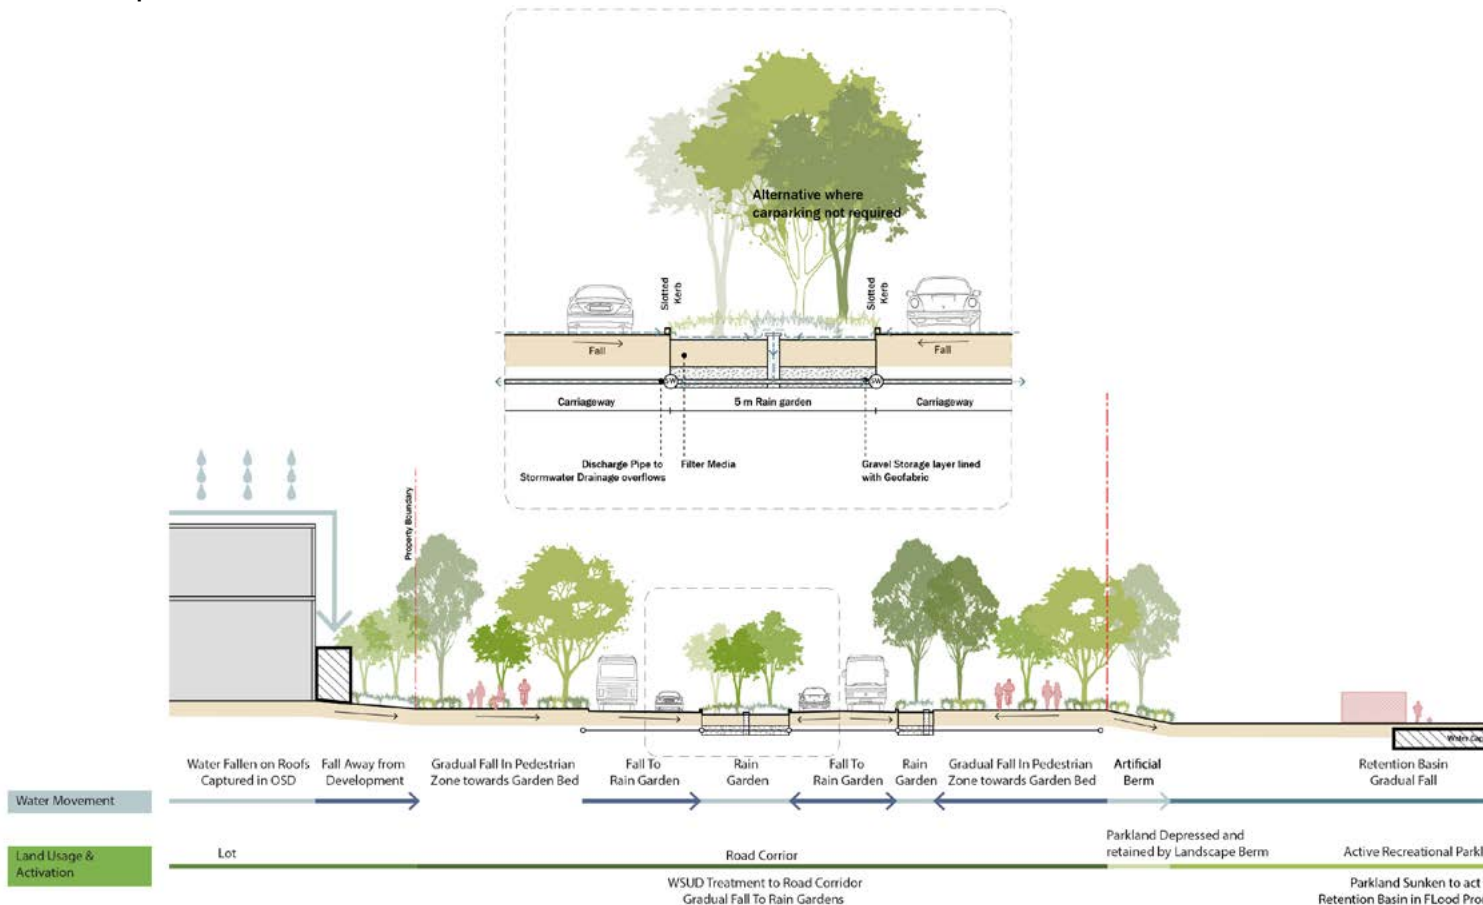 Alternative where
carparking not required
Slotted
Kerb
Slotted
Kerb
Fall
Fall
SW
SW
Carriageway
5 m Rain garden
Carriageway
Discharge Pipe to
Stormwater Drainage overflows
Filter Media
Gravel Storage layer lined
with Geofabric
Property Boundary
Water Fallen on Roofs
Captured in OSD
Fall Away from
Development
Gradual Fall In Pedestrian
Zone towards Garden Bed
Fall To
Rain Garden
Rain
Garden
Fall To
Rain Garden
Rain
Garden
Gradual Fall In Pedestrian
Zone towards Garden Bed
Artificial
Berm
Retention Basin
Gradual Fall
Water Cap
Water Movement
Land Usage &
Activation
Lot
Road Corrior
Parkland Depressed and
retained by Landscape Berm
Active Recreational Parkl
WSUD Treatment to Road Corridor
Gradual Fall To Rain Gardens
Parkland Sunken to act
Retention Basin in FLood Pro